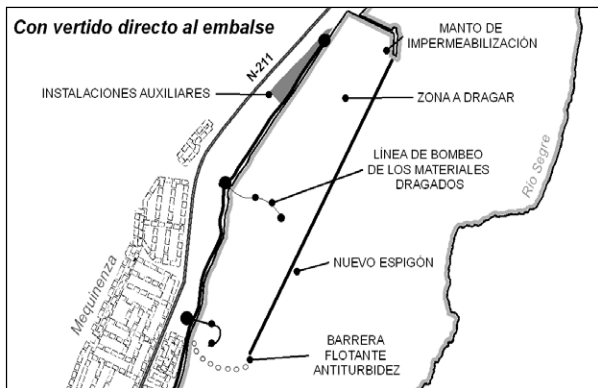 Con vertido directo al embalse
MANTO DE
IMPERMEABILIZACIÓN
N-211
INSTALACIONES AUXILIARES
ZONA A DRAGAR
LÍNEA DE BOMBEO
DE LOS MATERIALES
DRAGADOS
Río Segre
Mequinenza
NUEVO ESPIGÓN
BARRERA
FLOTANTE
ANTITURBIDEZ